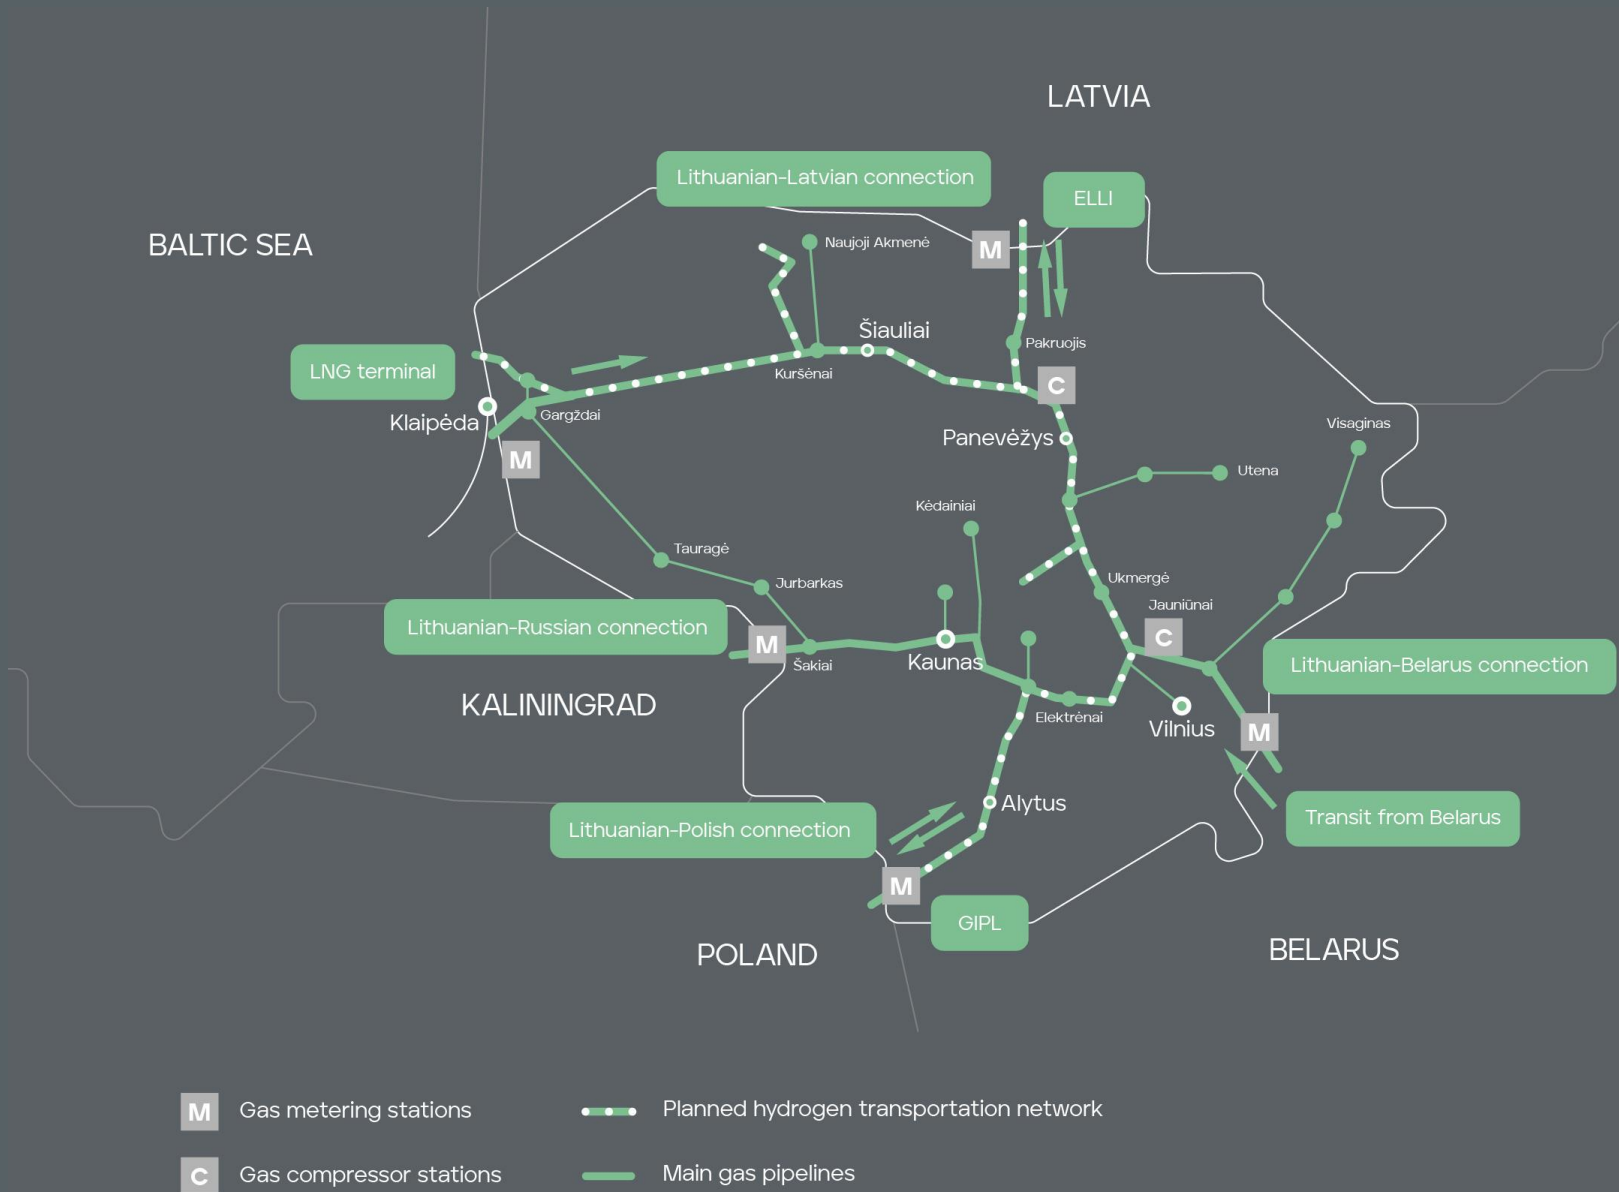 LATVIA
Lithuanian-Latvian connection
ELLI
BALTIC SEA
M
Naujoji Akmenė
Šiauliai
Pakruojis
LNG terminal
Kuršėnai
C
Klaipėda
Gargždai
Panevėžys
Visaginas
M
Utena
Kėdainiai
Tauragė
Jurbarkas
Ukmergė
Jauniūnai
Lithuanian-Russian connection
M
Šakiai
Kaunas
C
Lithuanian-Belarus connection
KALININGRAD
Elektrėnai
Vilnius
M
Lithuanian-Polish connection
Alytus
Transit from Belarus
M
GIPL
POLAND
BELARUS
M Gas metering stations
Planned hydrogen transportation network
C Gas compressor stations
Main gas pipelines